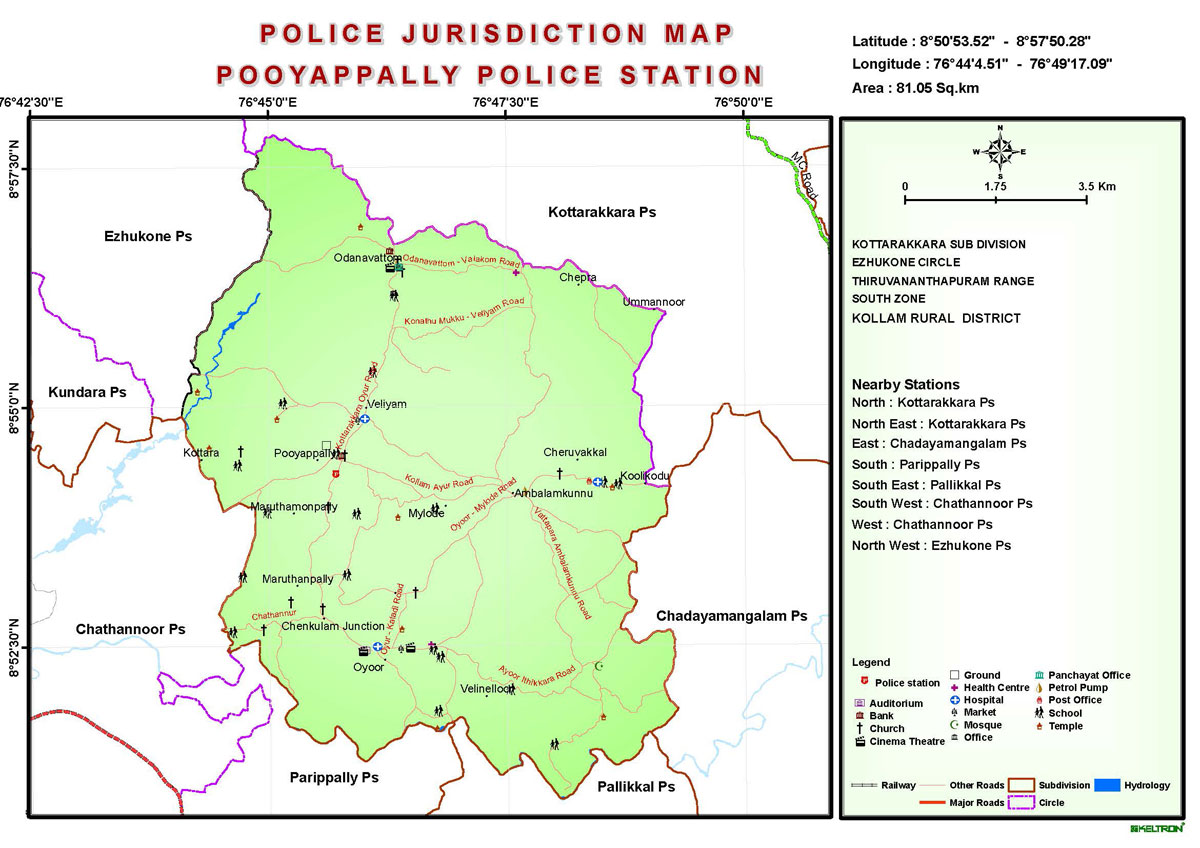 POLICE JURISDICTION MAP
POOYAPPALLY POLICE STATION
Latitude : 8°50'53.52" - 8°57'50.28"
Longitude : 76°44'4.51" - 76°49'17.09"
Area : 81.05 Sq.km
76°42'30"E
76°45'0"E
76°47'30"E
76°50'0"E
8°57'30"N
8°55'0"N
8°52'30"N
MC Road
Kottarakkara Ps
Ezhukone Ps
Odanavattom
Odanavattom - Valakom Road
Chepra
Ummannoor
Konathu Mukku - Veliyam Road
Kundara Ps
Kottarakkara Oyur Road
Veliyam
Kottara
Pooyappally
Cheruvakkal
Koolikodu
Kollam Ayur Road
Ambalamkunnu
Maruthamonpally
Mylode
Oyoor - Mylode Road
Vattapara Ambalamkunnu Road
Maruthanpally
Chathannur
Chenkulam Junction
Oyur - Kaladi Road
Chathannoor Ps
Chadayamangalam Ps
Oyoor
Ayoor Ithikkara Road
Velinelloor
Parippally Ps
Pallikkal Ps
N
W
E
S
0
1.75
3.5 Km
KOTTARAKKARA SUB DIVISION
EZHUKONE CIRCLE
THIRUVANANTHAPURAM RANGE
SOUTH ZONE
KOLLAM RURAL DISTRICT
Nearby Stations
North : Kottarakkara Ps
North East : Kottarakkara Ps
East : Chadayamangalam Ps
South : Parippally Ps
South East : Pallikkal Ps
South West : Chathannoor Ps
West : Chathannoor Ps
North West : Ezhukone Ps
Legend
Police station
Auditorium
Bank
Church
Cinema Theatre
Ground
Health Centre
Hospital
Market
Mosque
Office
Panchayat Office
Petrol Pump
Post Office
School
Temple
Railway
Other Roads
Subdivision
Hydrology
Major Roads
Circle
KELTRON